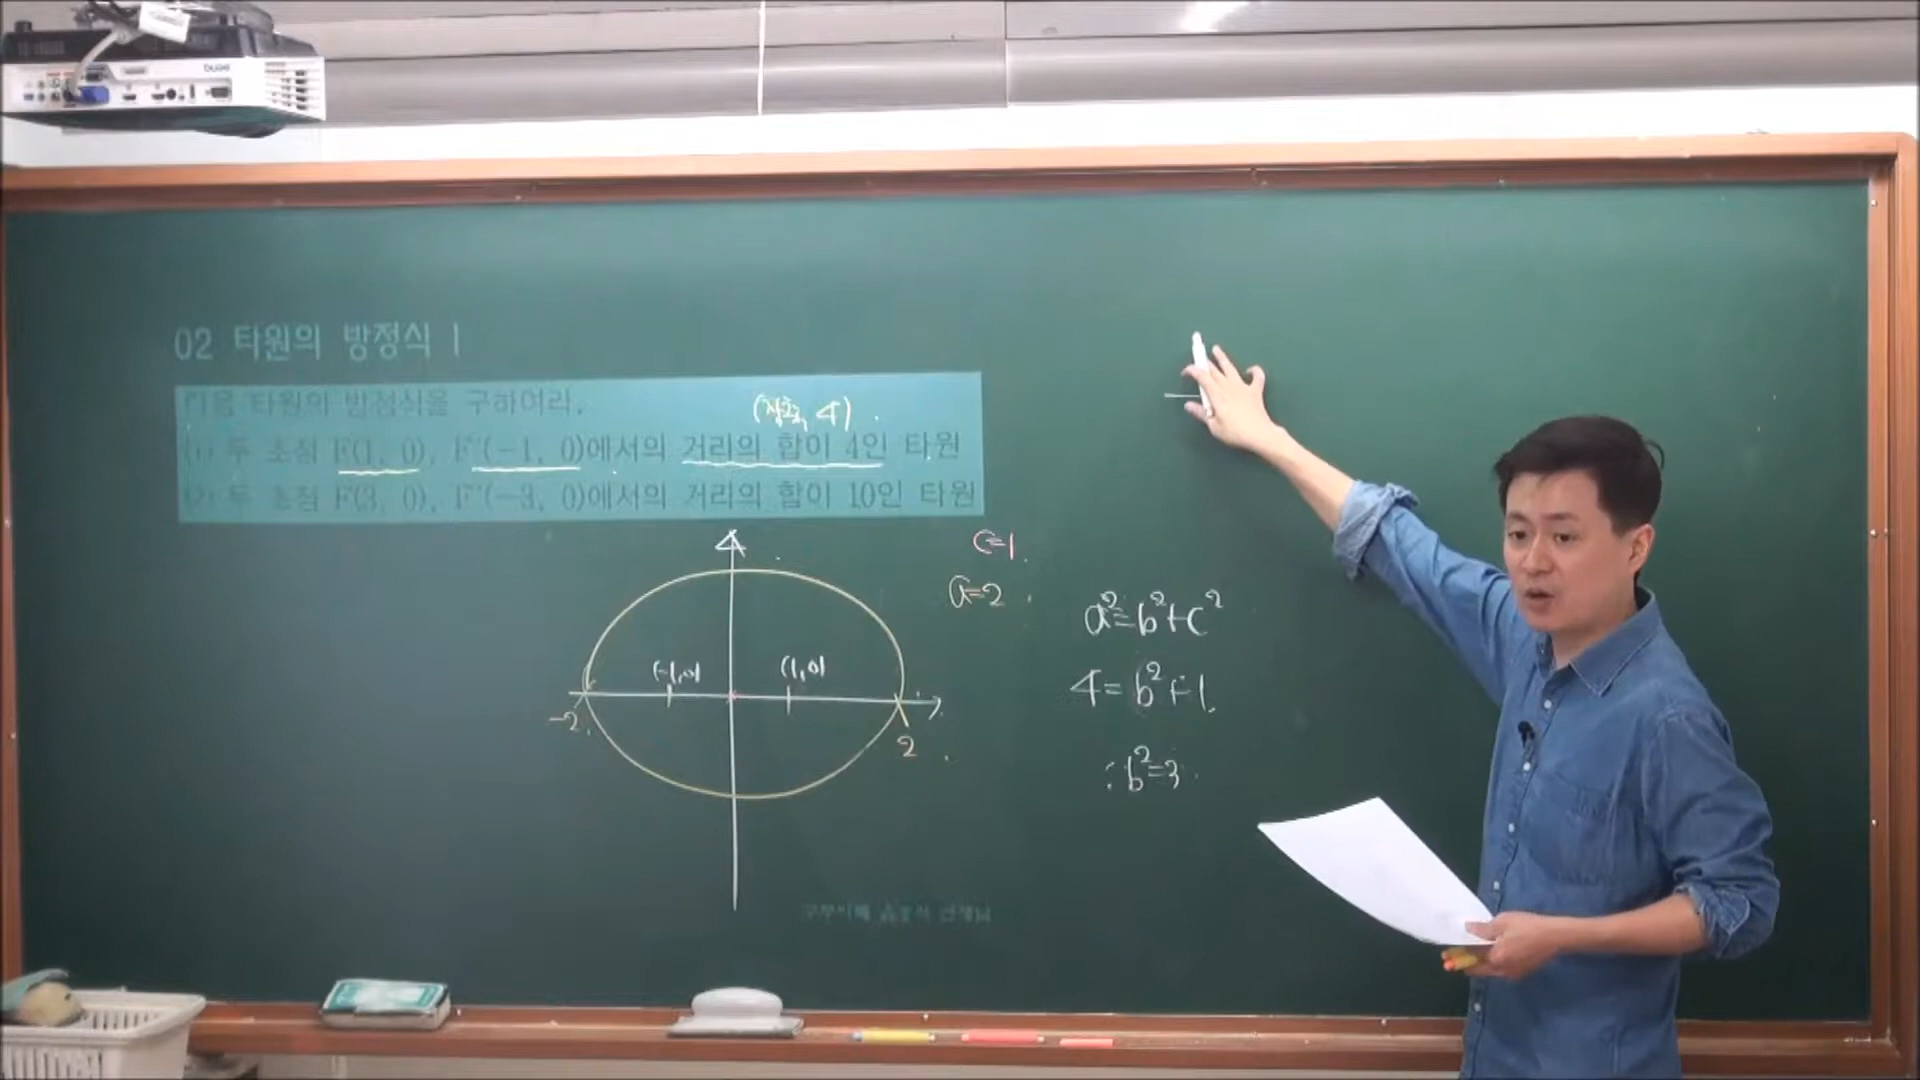 BenQ
02 타원의 방정식 I
다음 타원의 방정식을 구하여라.
(장축, 4)
(1) 두 초점 F(1, 0), F'(-1, 0)에서의 거리의 합이 4인 타원
(2) 두 초점 F(3, 0), F'(-3, 0)에서의 거리의 합이 10인 타원
c=1
a=2
a²=b²+c²
(-1,0)
(1,0)
4=b²+1
-2
2
∴b²=3